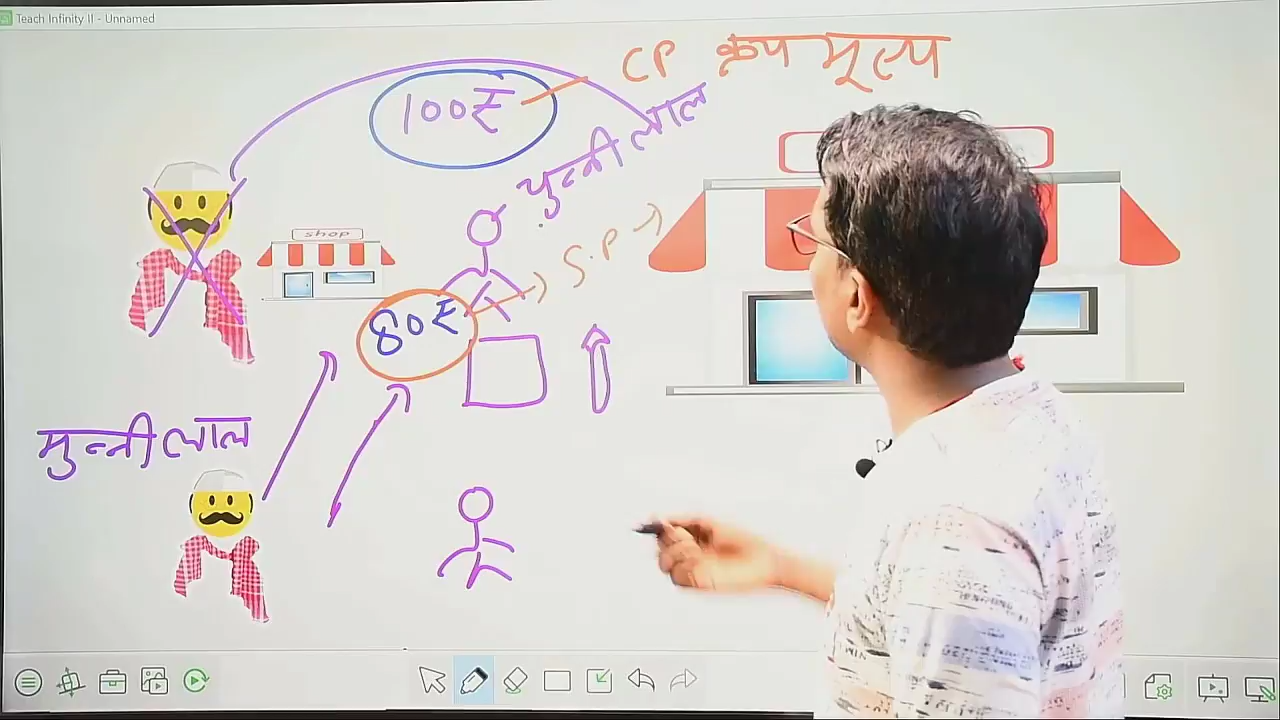 Teach Infinity II - Unnamed
CP क्रय मूल्य
100₹
मुन्नी लाल
shop
S.P →
80₹
मुन्नी लाल